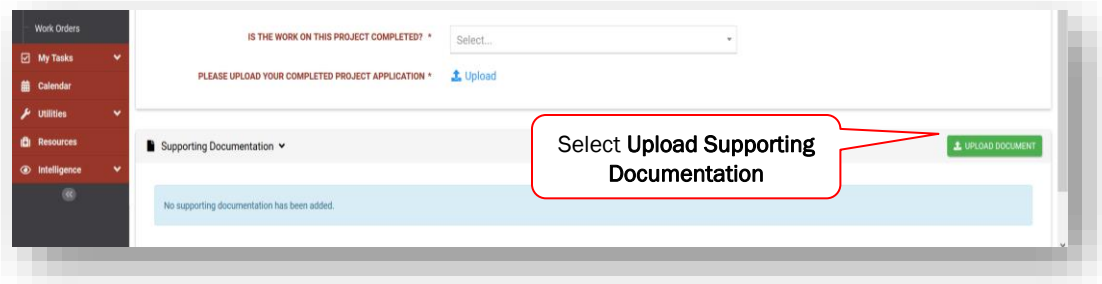 Work Orders
My Tasks
Calendar
Utilities
Resources
Intelligence
IS THE WORK ON THIS PROJECT COMPLETED? *
Select...
PLEASE UPLOAD YOUR COMPLETED PROJECT APPLICATION *
Upload
Supporting Documentation
Select Upload Supporting
Documentation
UPLOAD DOCUMENT
No supporting documentation has been added.